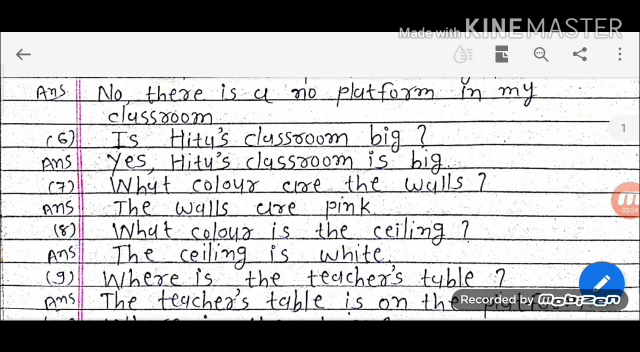 Made with KINEMASTER
Ans No, there is a no platform in my
classroom
1
(6) Is Hitu's classroom big ?
Ans Yes, Hitu's classroom is big
(7) What colour are the walls ?
Ans The walls are pink
(8) What colour is the ceiling ?
Ans The ceiling is white.
(9) Where is the teacher's table ?
Ans The teacher's table is on the
Recorded by mobizen